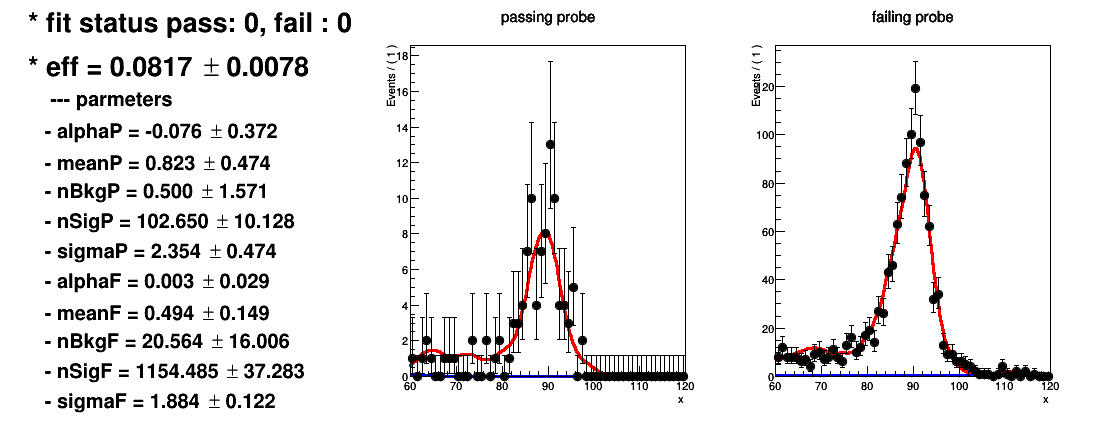 * fit status pass: 0, fail : 0
* eff = 0.0817 ± 0.0078
--- parmeters
- alphaP = -0.076 ± 0.372
- meanP = 0.823 ± 0.474
- nBkgP = 0.500 ± 1.571
- nSigP = 102.650 ± 10.128
- sigmaP = 2.354 ± 0.474
- alphaF = 0.003 ± 0.029
- meanF = 0.494 ± 0.149
- nBkgF = 20.564 ± 16.006
- nSigF = 1154.485 ± 37.283
- sigmaF = 1.884 ± 0.122
passing probe
Events / ( 1 )
18
16
14
12
10
8
6
4
2
0
60 70 80 90 100 110 120
x
failing probe
Events / ( 1 )
120
100
80
60
40
20
0
60 70 80 90 100 110 120
x